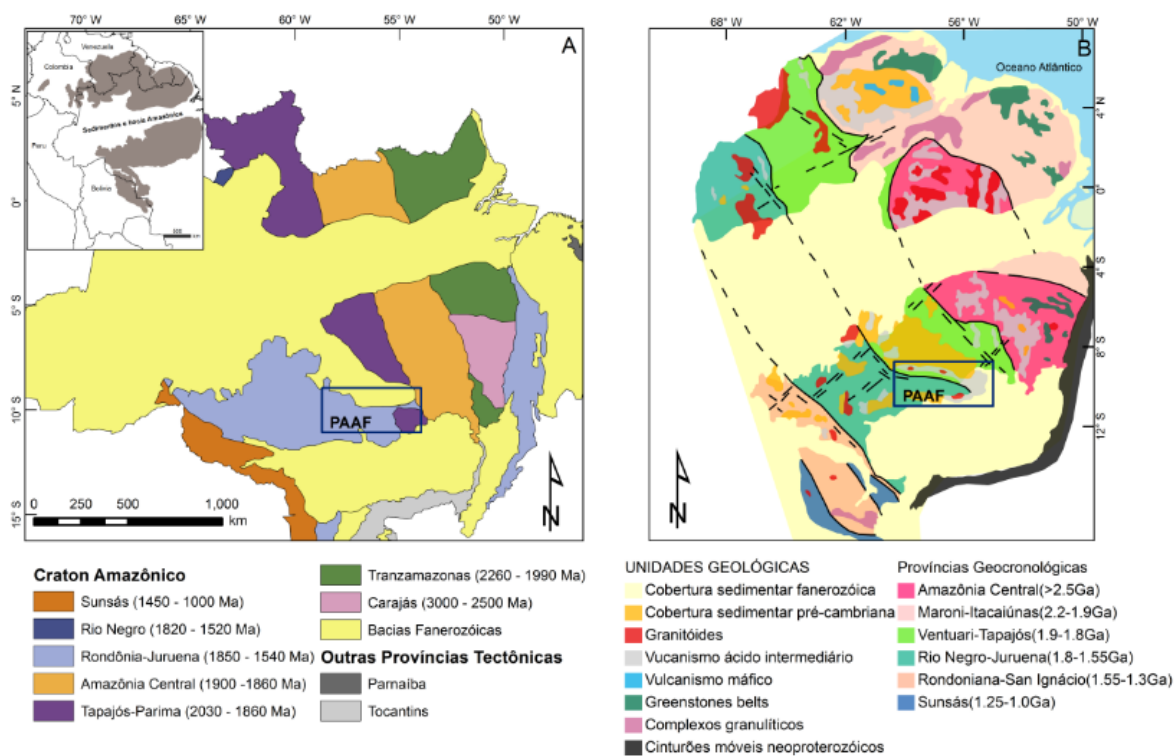 70° W 65° W 60° W 55° W 50° W
A
Venezuella
Colombia
Sedimentos e bacia Amazônica
Peru
Bolívia
5° N
0°
5° S
10° S
15° S
PAAF
0 250 500 1,000
km
N
68° W 62° W 56° W 50° W
B
Oceano Atlântico
4° N
0°
4° S
8° S
12° S
PAAF
N
Craton Amazônico
Sunsás (1450 - 1000 Ma)
Rio Negro (1820 - 1520 Ma)
Rondônia-Juruena (1850 - 1540 Ma)
Amazônia Central (1900 -1860 Ma)
Tapajós-Parima (2030 - 1860 Ma)
Tranzamazonas (2260 - 1990 Ma)
Carajás (3000 - 2500 Ma)
Bacias Fanerozóicas
Outras Províncias Tectônicas
Parnaíba
Tocantins
UNIDADES GEOLÓGICAS
Cobertura sedimentar fanerozóica
Cobertura sedimentar pré-cambriana
Granitóides
Vucanismo ácido intermediário
Vulcanismo máfico
Greenstones belts
Complexos granulíticos
Cinturões móveis neoproterozóicos
Províncias Geocronológicas
Amazônia Central(>2.5Ga)
Maroni-Itacaiúnas(2.2-1.9Ga)
Ventuari-Tapajós(1.9-1.8Ga)
Rio Negro-Juruena(1.8-1.55Ga)
Rondoniana-San Ignácio(1.55-1.3Ga)
Sunsás(1.25-1.0Ga)